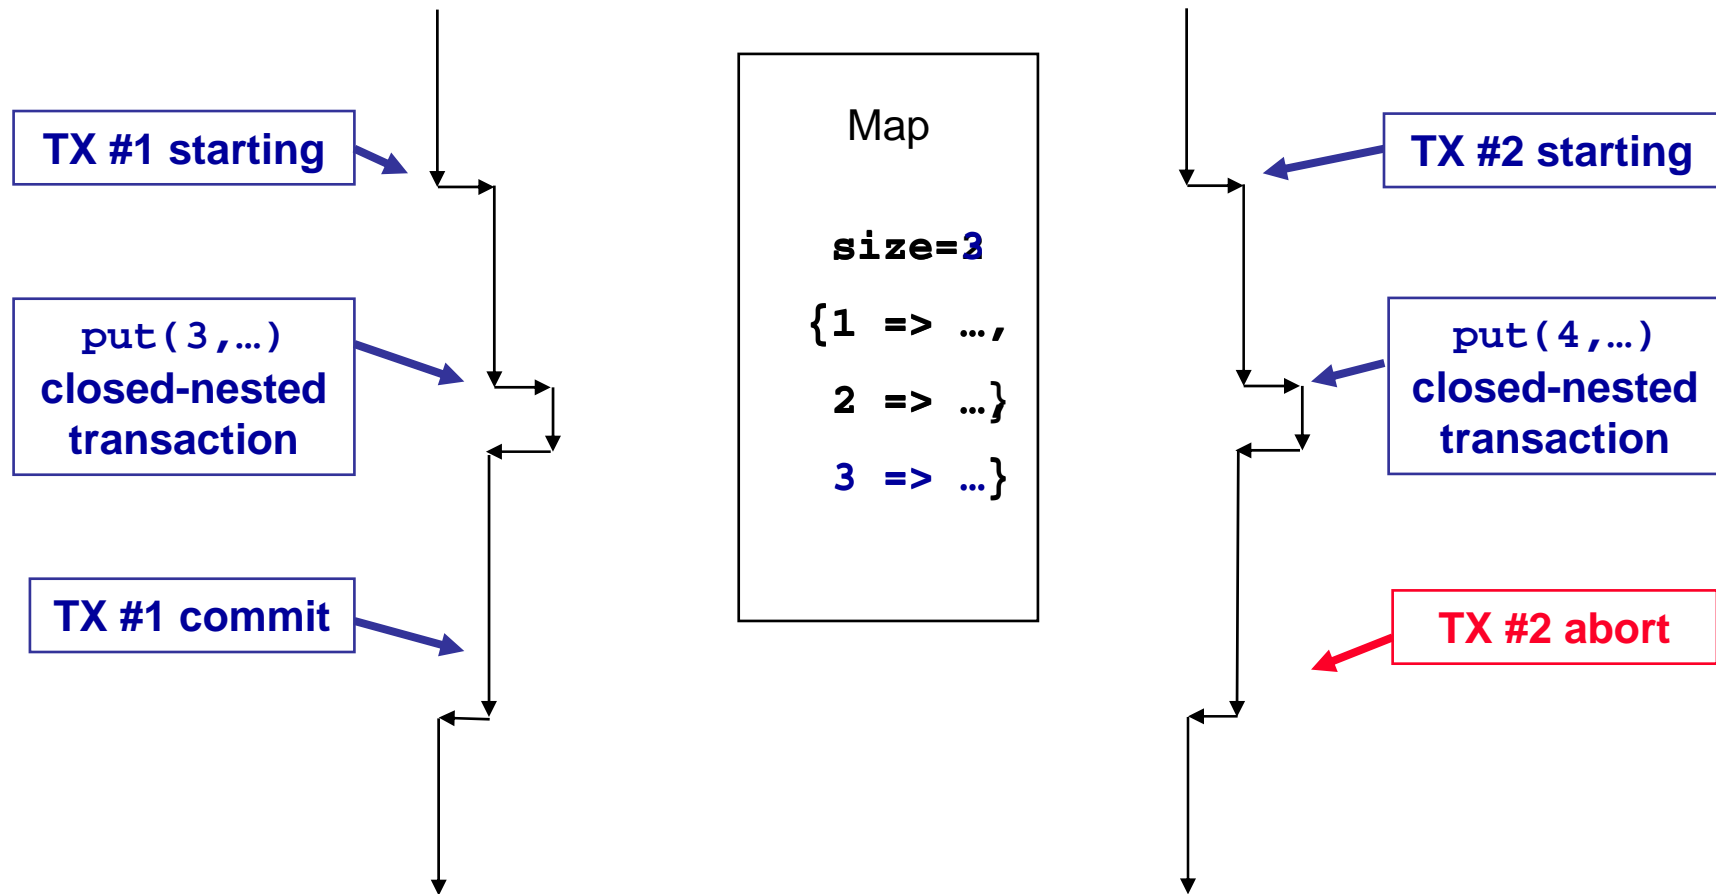 TX #1 starting
put(3,…)
closed-nested
transaction
TX #1 commit
Map
size=
{1 => …,
2 => …}
3 => …}
TX #2 starting
put(4,…)
closed-nested
transaction
TX #2 abort